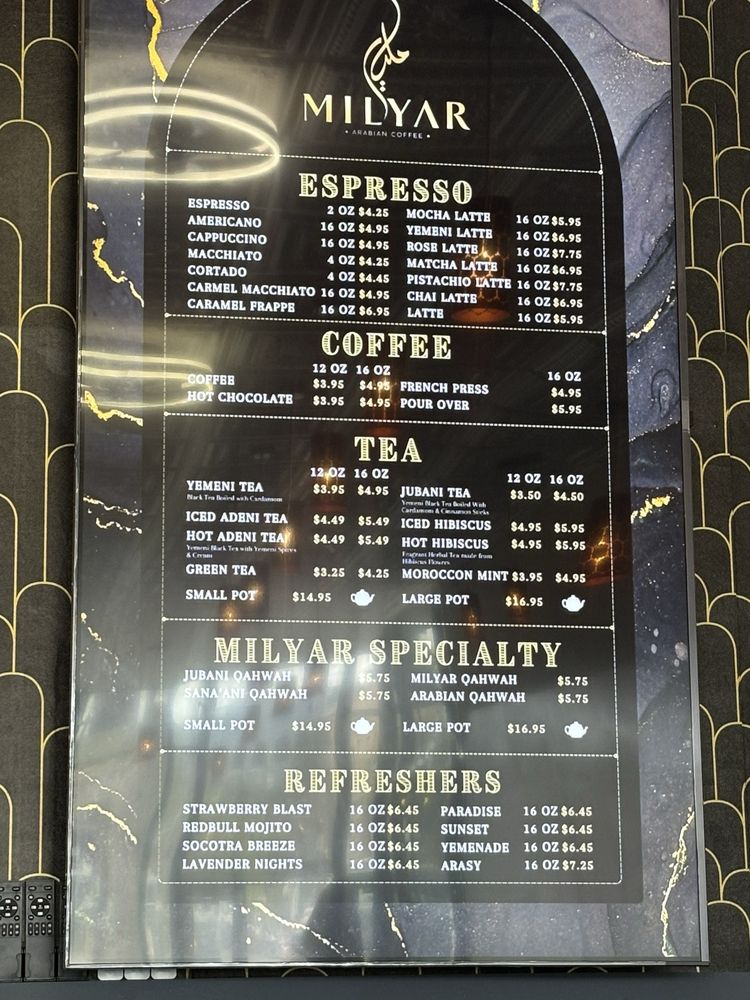 مليار
MILYAR
• ARABIAN COFFEE •
ESPRESSO
ESPRESSO 2 OZ $4.25
AMERICANO 16 OZ $4.95
CAPPUCCINO 16 OZ $4.95
MACCHIATO 4 OZ $4.25
CORTADO 4 OZ $4.45
CARMEL MACCHIATO 16 OZ $4.95
CARAMEL FRAPPE 16 OZ $6.95
MOCHA LATTE 16 OZ $5.95
YEMENI LATTE 16 OZ $6.95
ROSE LATTE 16 OZ $7.75
MATCHA LATTE 16 OZ $6.95
PISTACHIO LATTE 16 OZ $7.75
CHAI LATTE 16 OZ $6.95
LATTE 16 OZ $5.95
COFFEE
12 OZ 16 OZ
COFFEE $3.95 $4.95
HOT CHOCOLATE $3.95 $4.95
16 OZ
FRENCH PRESS $4.95
POUR OVER $5.95
TEA
12 OZ 16 OZ
YEMENI TEA $3.95 $4.95
Black Tea Boiled with Cardamom
ICED ADENI TEA $4.49 $5.49
HOT ADENI TEA $4.49 $5.49
Yemeni Black Tea with Yemeni Spices
& Cream
GREEN TEA $3.25 $4.25
SMALL POT $14.95
12 OZ 16 OZ
JUBANI TEA $3.50 $4.50
Yemeni Black Tea Boiled With
Cardamom & Cinnamon Sticks
ICED HIBISCUS $4.95 $5.95
HOT HIBISCUS $4.95 $5.95
Fragrant Herbal Tea made from
Hibiscus Flowers
MOROCCON MINT $3.95 $4.95
LARGE POT $16.95
MILYAR SPECIALTY
JUBANI QAHWAH $5.75
SANA'ANI QAHWAH $5.75
SMALL POT $14.95
MILYAR QAHWAH $5.75
ARABIAN QAHWAH $5.75
LARGE POT $16.95
REFRESHERS
STRAWBERRY BLAST 16 OZ $6.45
REDBULL MOJITO 16 OZ $6.45
SOCOTRA BREEZE 16 OZ $6.45
LAVENDER NIGHTS 16 OZ $6.45
PARADISE 16 OZ $6.45
SUNSET 16 OZ $6.45
YEMENADE 16 OZ $6.45
ARASY 16 OZ $7.25